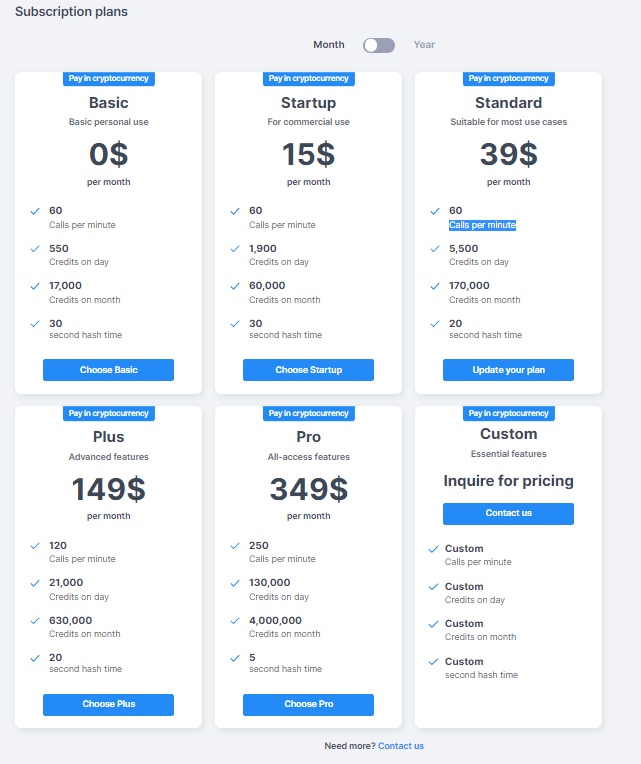 Subscription plans
Month Year
Pay in cryptocurrency
Basic
Basic personal use
0$
per month
60
Calls per minute
550
Credits on day
17,000
Credits on month
30
second hash time
Choose Basic
Pay in cryptocurrency
Startup
For commercial use
15$
per month
60
Calls per minute
1,900
Credits on day
60,000
Credits on month
30
second hash time
Choose Startup
Pay in cryptocurrency
Standard
Suitable for most use cases
39$
per month
60
Calls per minute
5,500
Credits on day
170,000
Credits on month
20
second hash time
Update your plan
Pay in cryptocurrency
Plus
Advanced features
149$
per month
120
Calls per minute
21,000
Credits on day
630,000
Credits on month
20
second hash time
Choose Plus
Pay in cryptocurrency
Pro
All-access features
349$
per month
250
Calls per minute
130,000
Credits on day
4,000,000
Credits on month
5
second hash time
Choose Pro
Pay in cryptocurrency
Custom
Essential features
Inquire for pricing
Contact us
Custom
Calls per minute
Custom
Credits on day
Custom
Credits on month
Custom
second hash time
Need more? Contact us